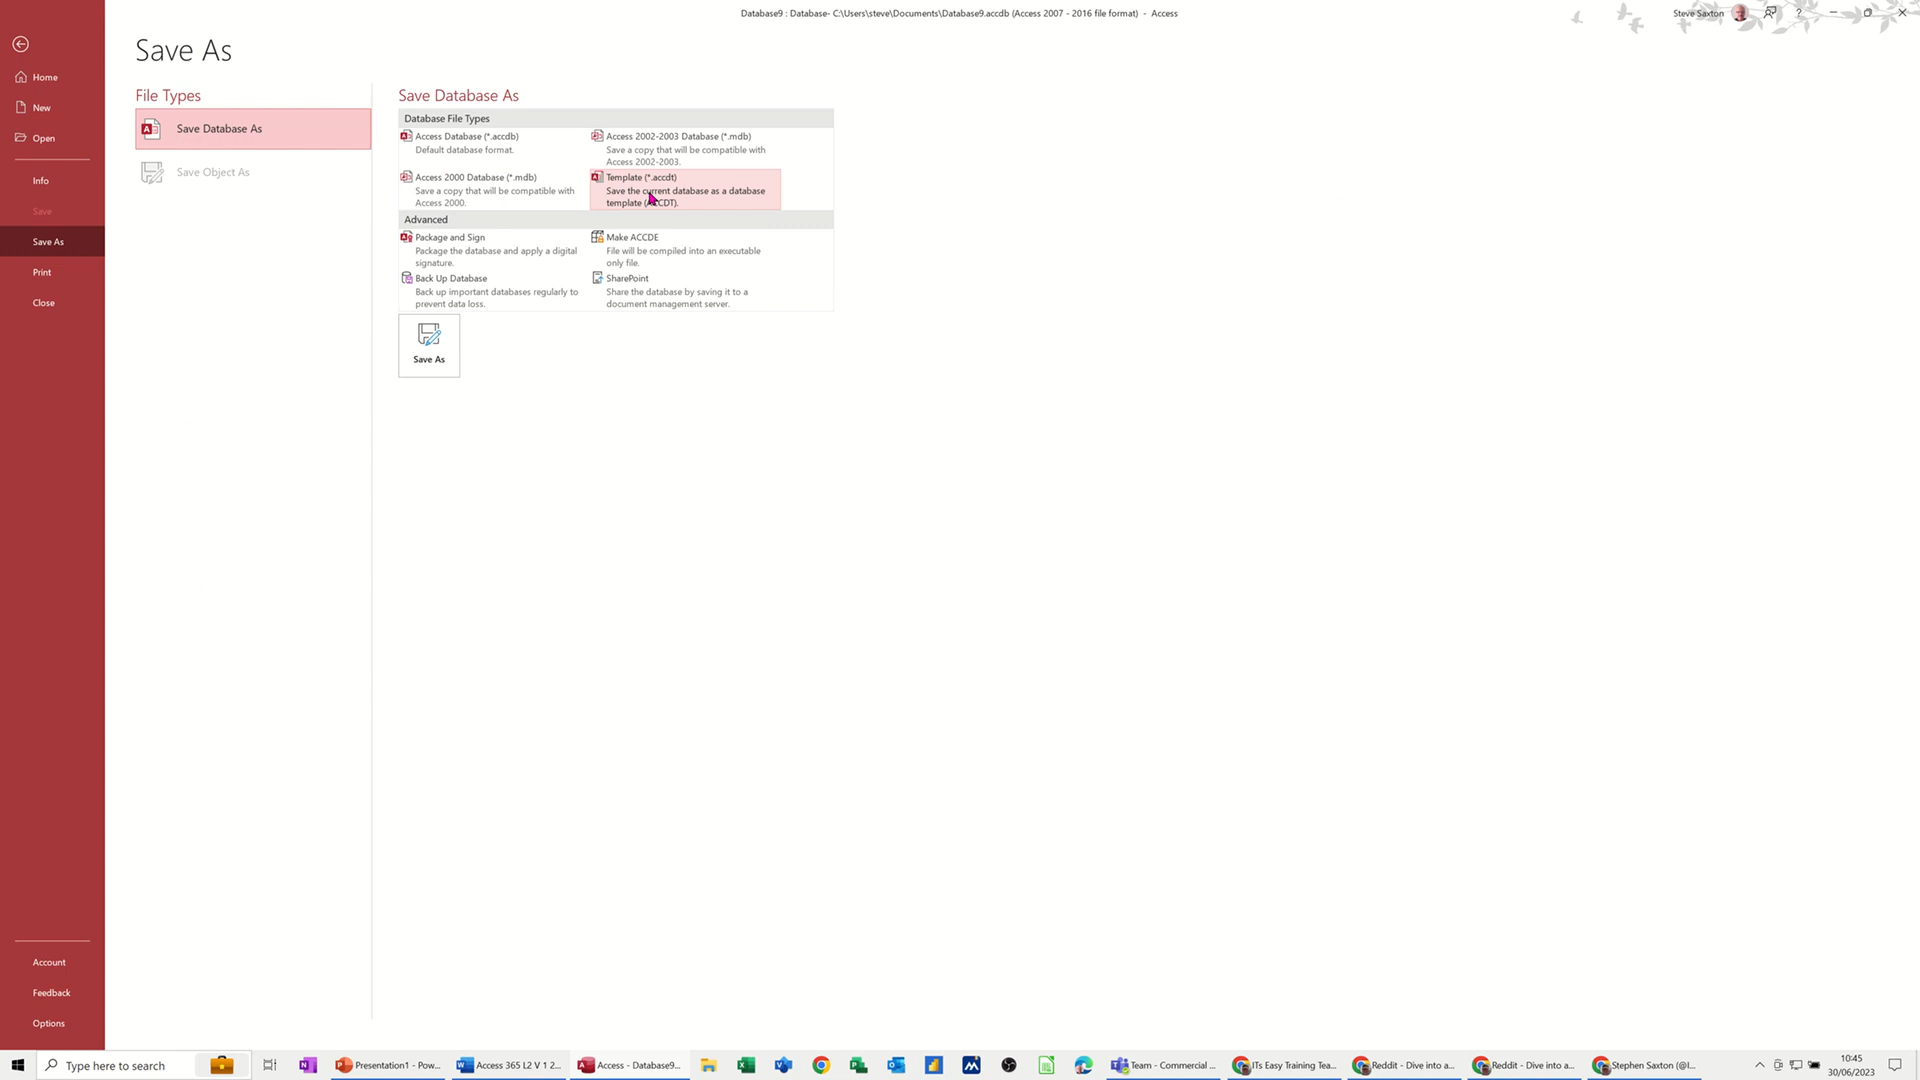 Database9 : Database- C:\Users\steve\Documents\Database9.accdb (Access 2007 - 2016 file format)  -  Access
Steve Saxton
?
Save As
Home
New
Open
Info
Save
Save As
Print
Close
Account
Feedback
Options
File Types
Save Database As
Save Object As
Save Database As
Database File Types
Access Database (*.accdb)
Default database format.
Access 2002-2003 Database (*.mdb)
Save a copy that will be compatible with
Access 2002-2003.
Access 2000 Database (*.mdb)
Save a copy that will be compatible with
Access 2000.
Template (*.accdt)
Save the current database as a database
template (ACCDT).
Advanced
Package and Sign
Package the database and apply a digital
signature.
Make ACCDE
File will be compiled into an executable
only file.
Back Up Database
Back up important databases regularly to
prevent data loss.
SharePoint
Share the database by saving it to a
document management server.
Save As
Type here to search
Presentation1 - Pow...
Access 365 L2 V 1 2...
Access - Database9...
Team - Commercial ...
ITs Easy Training Tea...
Reddit - Dive into a...
Reddit - Dive into a...
Stephen Saxton (@I...
10:45
30/06/2023